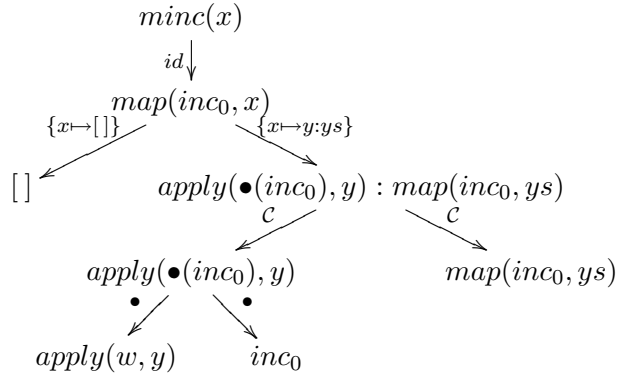 minc(x)
id
map(inc₀, x)
{x↦[ ]} {x↦y:ys}
[ ] apply(•(inc₀), y) : map(inc₀, ys)
𝒞 𝒞
apply(•(inc₀), y) map(inc₀, ys)
• •
apply(w, y) inc₀